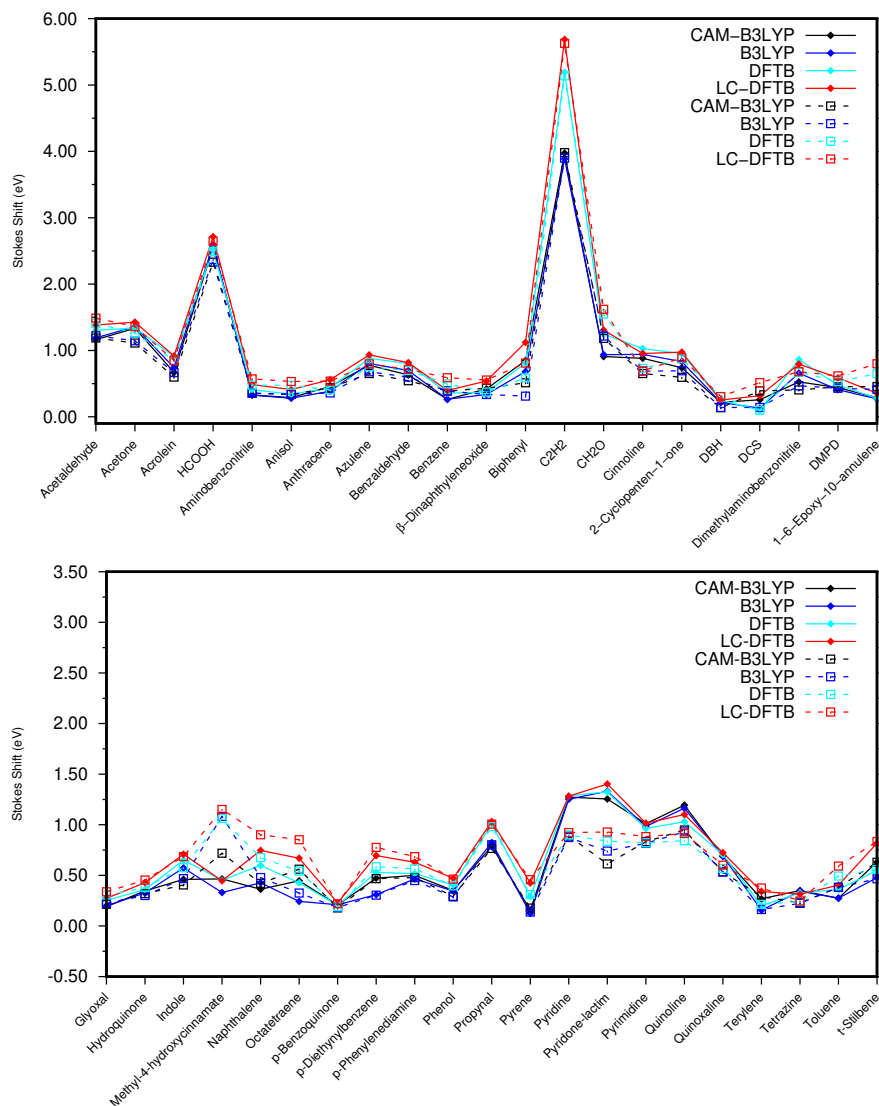 6.00
5.00
4.00
3.00
2.00
1.00
0.00
Stokes Shift (eV)
CAM−B3LYP
B3LYP
DFTB
LC−DFTB
CAM−B3LYP
B3LYP
DFTB
LC−DFTB
Acetaldehyde
Acetone
Acrolein
HCOOH
Aminobenzonitrile
Anisol
Anthracene
Azulene
Benzaldehyde
Benzene
β−Dinaphthyleneoxide
Biphenyl
C2H2
CH2O
Cinnoline
2−Cyclopenten−1−one
DBH
DCS
Dimethylaminobenzonitrile
DMPD
1−6−Epoxy−10−annulene
3.50
3.00
2.50
2.00
1.50
1.00
0.50
0.00
-0.50
Stokes Shift (eV)
CAM-B3LYP
B3LYP
DFTB
LC-DFTB
CAM-B3LYP
B3LYP
DFTB
LC-DFTB
Glyoxal
Hydroquinone
Indole
Methyl-4-hydroxycinnamate
Naphthalene
Octatetraene
p-Benzoquinone
p-Diethynylbenzene
p-Phenylenediamine
Phenol
Propynal
Pyrene
Pyridine
Pyridone-lactim
Pyrimidine
Quinoline
Quinoxaline
Terylene
Tetrazine
Toluene
t-Stilbene